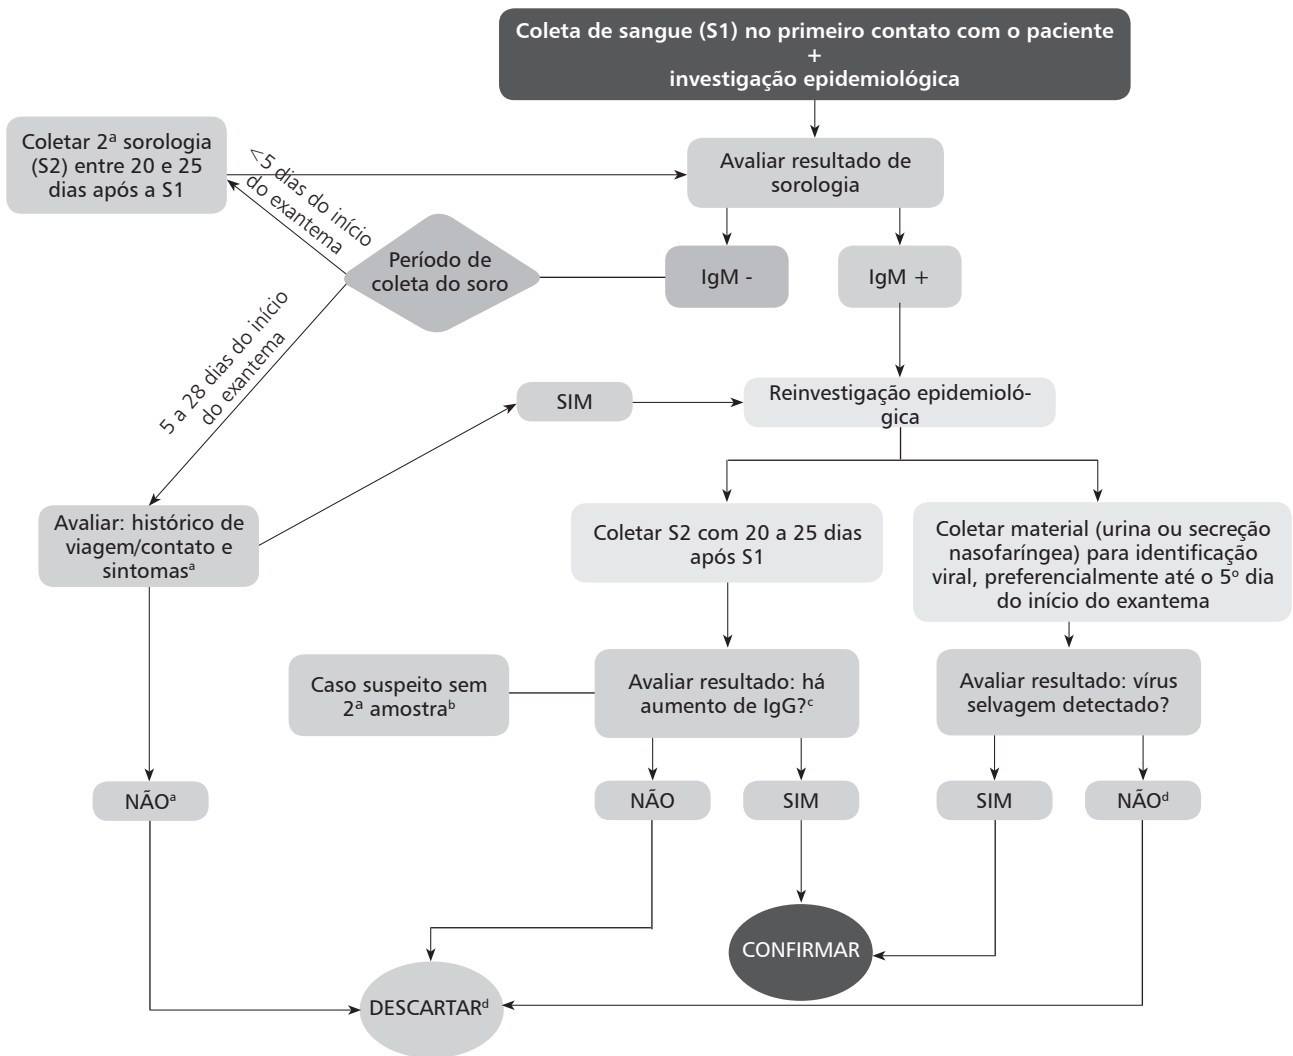 Coleta de sangue (S1) no primeiro contato com o paciente
+
investigação epidemiológica
Coletar 2ª sorologia
(S2) entre 20 e 25
dias após a S1
<5 dias do início
do exantema
Avaliar resultado de
sorologia
Período de
coleta do soro
IgM -
IgM +
5 a 28 dias do início
do exantema
SIM
Reinvestigação epidemioló-
gica
Avaliar: histórico de
viagem/contato e
sintomasª
Coletar S2 com 20 a 25 dias
após S1
Coletar material (urina ou secreção
nasofaríngea) para identificação
viral, preferencialmente até o 5º dia
do início do exantema
Caso suspeito sem
2ª amostraᵇ
Avaliar resultado: há
aumento de IgG?ᶜ
Avaliar resultado: vírus
selvagem detectado?
NÃOª
NÃO
SIM
SIM
NÃOᵈ
CONFIRMAR
DESCARTARᵈ